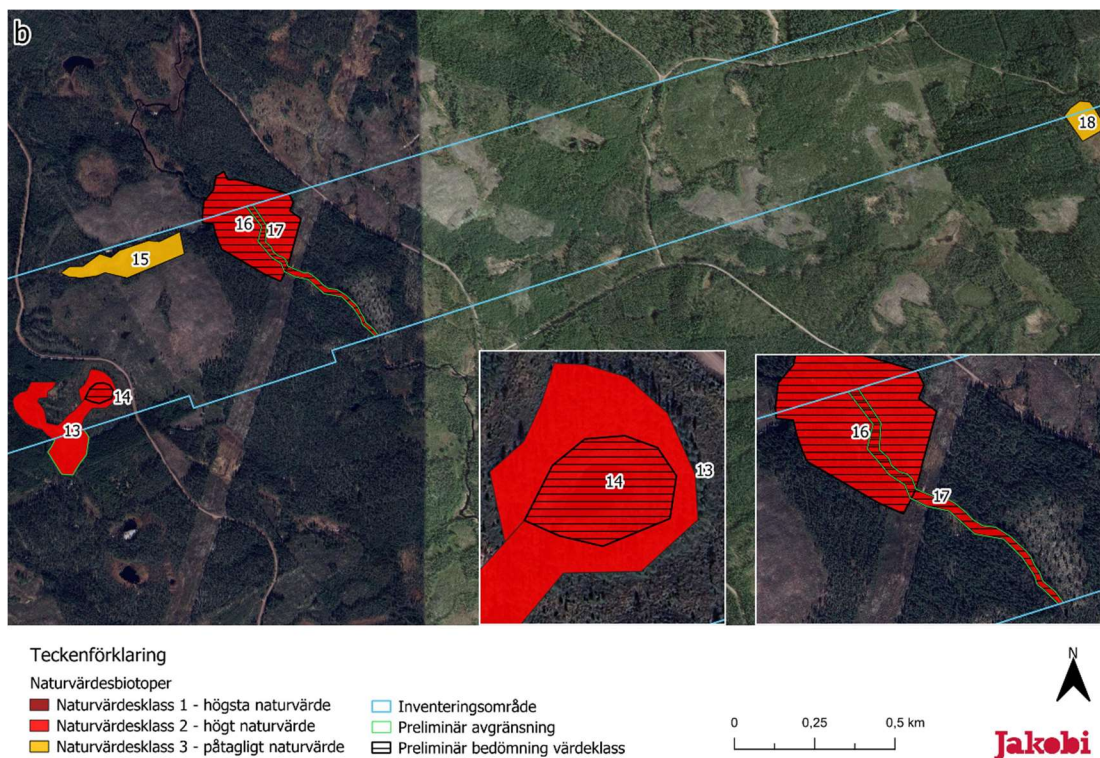 b
18
16
17
15
14
13
14
13
16
17
Teckenförklaring
Naturvärdesbiotoper
Naturvärdesklass 1 - högsta naturvärde
Naturvärdesklass 2 - högt naturvärde
Naturvärdesklass 3 - påtagligt naturvärde
Inventeringsområde
Preliminär avgränsning
Preliminär bedömning värdeklass
0 0,25 0,5 km
N
Jakobi